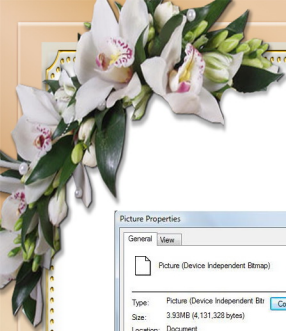 Picture Properties
General View
Picture (Device Independent Bitmap)
Type: Picture (Device Independent Bit
Size: 3.93MB (4,131,328 bytes)
Location: Document